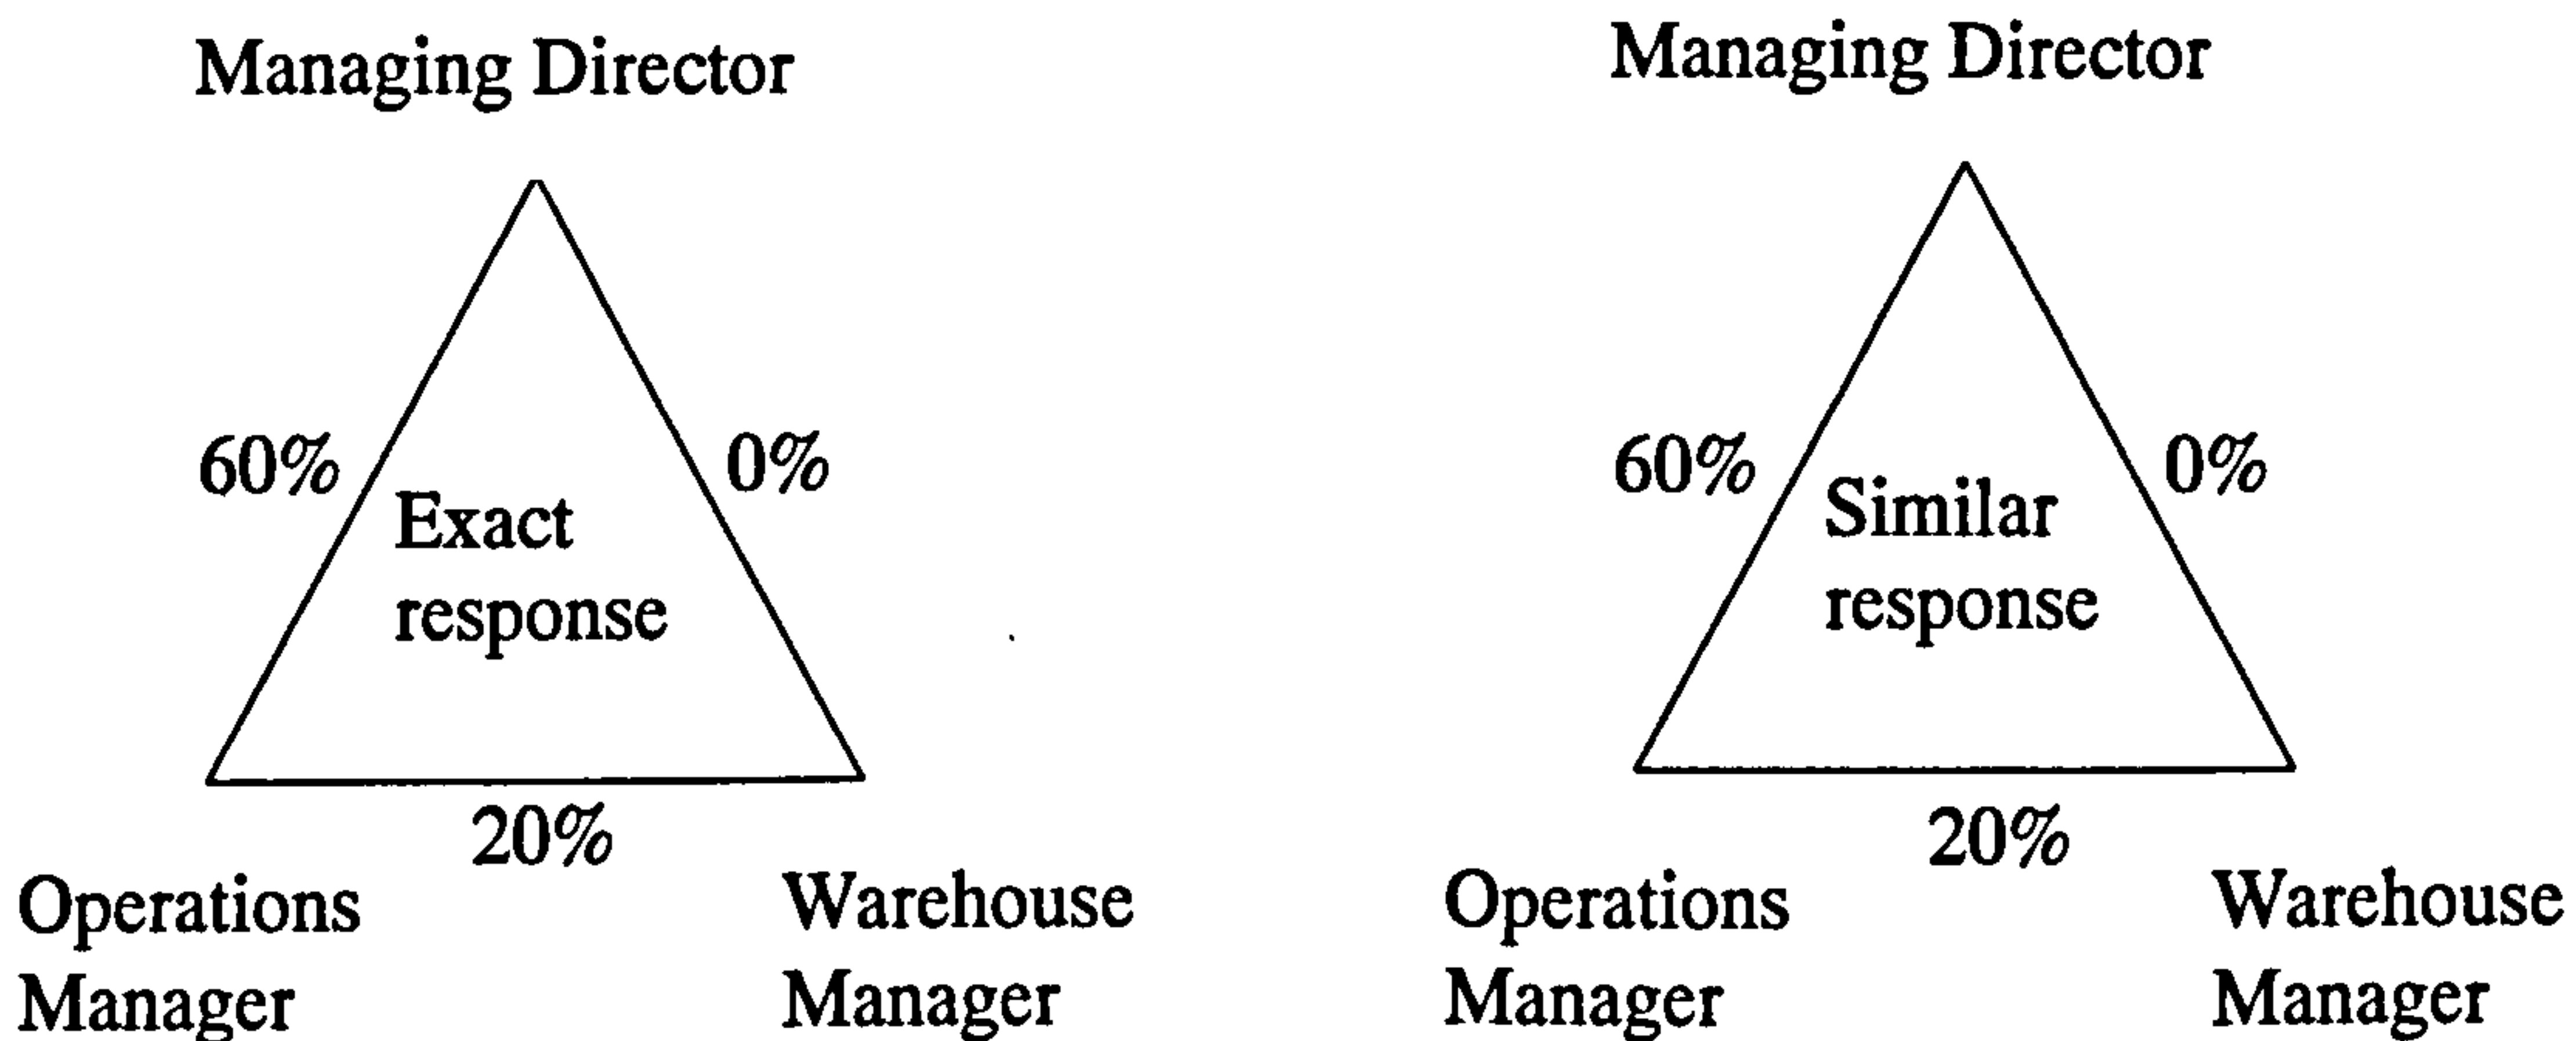 Managing Director
60%
0%
Exact
response
20%
Operations
Manager
Warehouse
Manager
Managing Director
60%
0%
Similar
response
20%
Operations
Manager
Warehouse
Manager